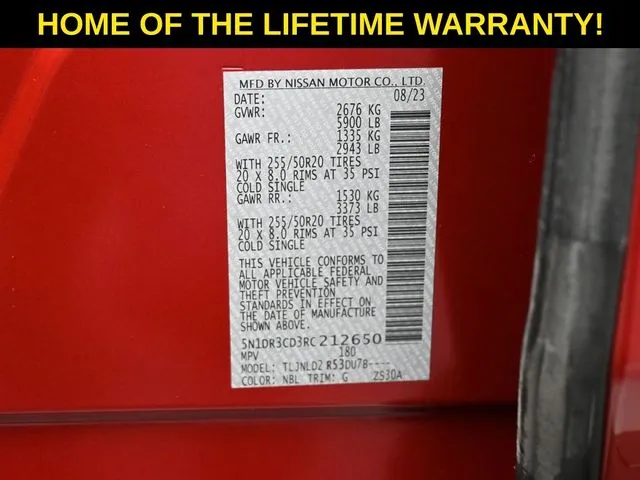 HOME OF THE LIFETIME WARRANTY!
MFD BY NISSAN MOTOR CO., LTD.
DATE: 08/23
GVWR: 2676 KG
5900 LB
GAWR FR.: 1335 KG
2943 LB
WITH 255/50R20 TIRES
20 X 8.0 RIMS AT 35 PSI
COLD SINGLE
GAWR RR.: 1530 KG
3373 LB
WITH 255/50R20 TIRES
20 X 8.0 RIMS AT 35 PSI
COLD SINGLE
THIS VEHICLE CONFORMS TO
ALL APPLICABLE FEDERAL
MOTOR VEHICLE SAFETY AND
THEFT PREVENTION
STANDARDS IN EFFECT ON
THE DATE OF MANUFACTURE
SHOWN ABOVE.
5N1DR3CD3RC212650
MPV 180
MODEL: TLJNLD2 R53DU7B----
COLOR: NBL TRIM: G ZS30A